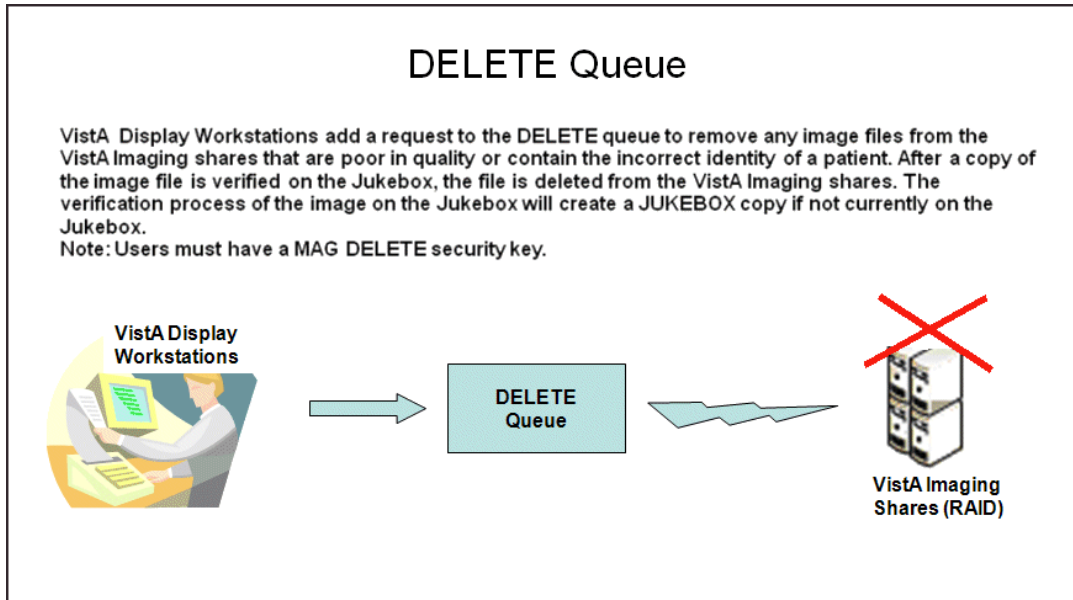 DELETE Queue
VistA Display Workstations add a request to the DELETE queue to remove any image files from the
VistA Imaging shares that are poor in quality or contain the incorrect identity of a patient. After a copy of
the image file is verified on the Jukebox, the file is deleted from the VistA Imaging shares. The
verification process of the image on the Jukebox will create a JUKEBOX copy if not currently on the
Jukebox.
Note: Users must have a MAG DELETE security key.
VistA Display
Workstations
DELETE
Queue
VistA Imaging
Shares (RAID)